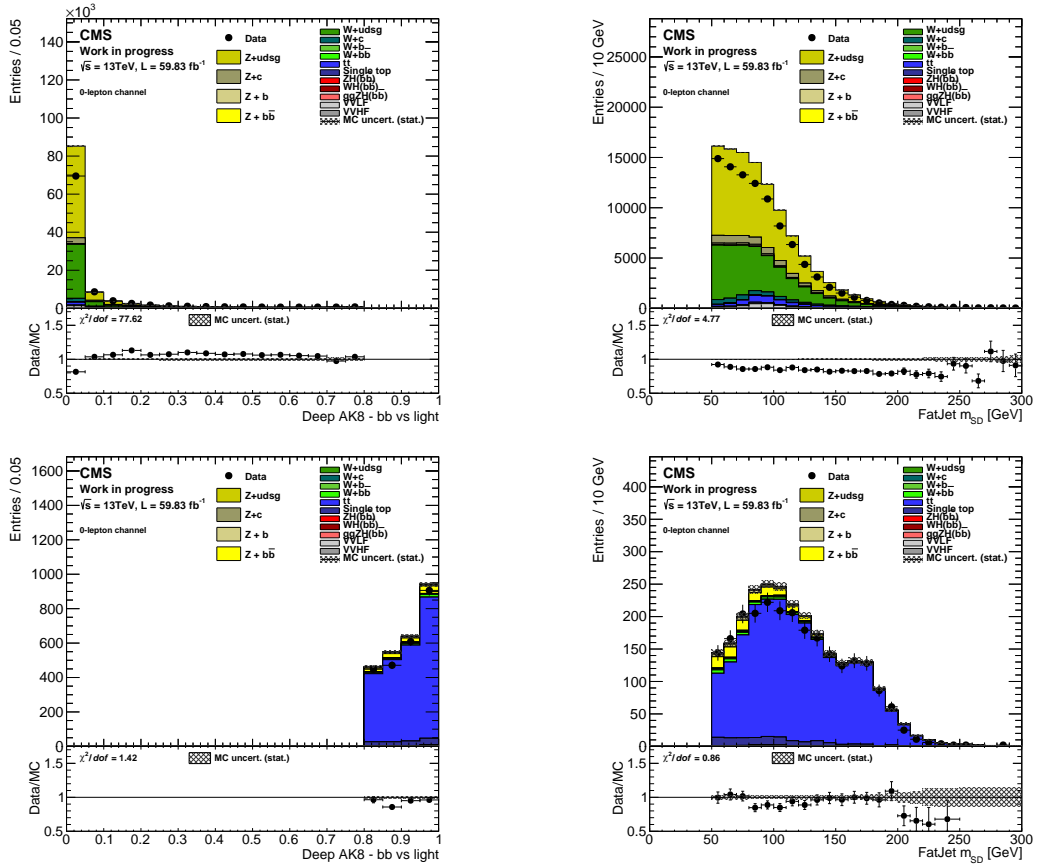 ×10³
CMS
Work in progress
√s = 13TeV, L = 59.83 fb⁻¹
0-lepton channel
Data
Z+udsg
Z+c
Z + b
Z + bb̅
W+udsg
W+c
W+b
W+bb
tt
Single top
ZH(bb)
WH(bb)
ggZH(bb)
VVLF
VVHF
MC uncert. (stat.)
Entries / 0.05
140
120
100
80
60
40
20
0
χ²/dof = 77.62
MC uncert. (stat.)
Data/MC
1.5
1
0.5
0 0.1 0.2 0.3 0.4 0.5 0.6 0.7 0.8 0.9 1
Deep AK8 - bb vs light
CMS
Work in progress
√s = 13TeV, L = 59.83 fb⁻¹
0-lepton channel
Data
Z+udsg
Z+c
Z + b
Z + bb̅
W+udsg
W+c
W+b
W+bb
tt
Single top
ZH(bb)
WH(bb)
ggZH(bb)
VVLF
VVHF
MC uncert. (stat.)
Entries / 10 GeV
25000
20000
15000
10000
5000
0
χ²/dof = 4.77
MC uncert. (stat.)
Data/MC
1.5
1
0.5
0 50 100 150 200 250 300
FatJet m_SD [GeV]
CMS
Work in progress
√s = 13TeV, L = 59.83 fb⁻¹
0-lepton channel
Data
Z+udsg
Z+c
Z + b
Z + bb̅
W+udsg
W+c
W+b
W+bb
tt
Single top
ZH(bb)
WH(bb)
ggZH(bb)
VVLF
VVHF
MC uncert. (stat.)
Entries / 0.05
1600
1400
1200
1000
800
600
400
200
0
χ²/dof = 1.42
MC uncert. (stat.)
Data/MC
1.5
1
0.5
0 0.1 0.2 0.3 0.4 0.5 0.6 0.7 0.8 0.9 1
Deep AK8 - bb vs light
CMS
Work in progress
√s = 13TeV, L = 59.83 fb⁻¹
0-lepton channel
Data
Z+udsg
Z+c
Z + b
Z + bb̅
W+udsg
W+c
W+b
W+bb
tt
Single top
ZH(bb)
WH(bb)
ggZH(bb)
VVLF
VVHF
MC uncert. (stat.)
Entries / 10 GeV
400
350
300
250
200
150
100
50
0
χ²/dof = 0.86
MC uncert. (stat.)
Data/MC
1.5
1
0.5
0 50 100 150 200 250 300
FatJet m_SD [GeV]